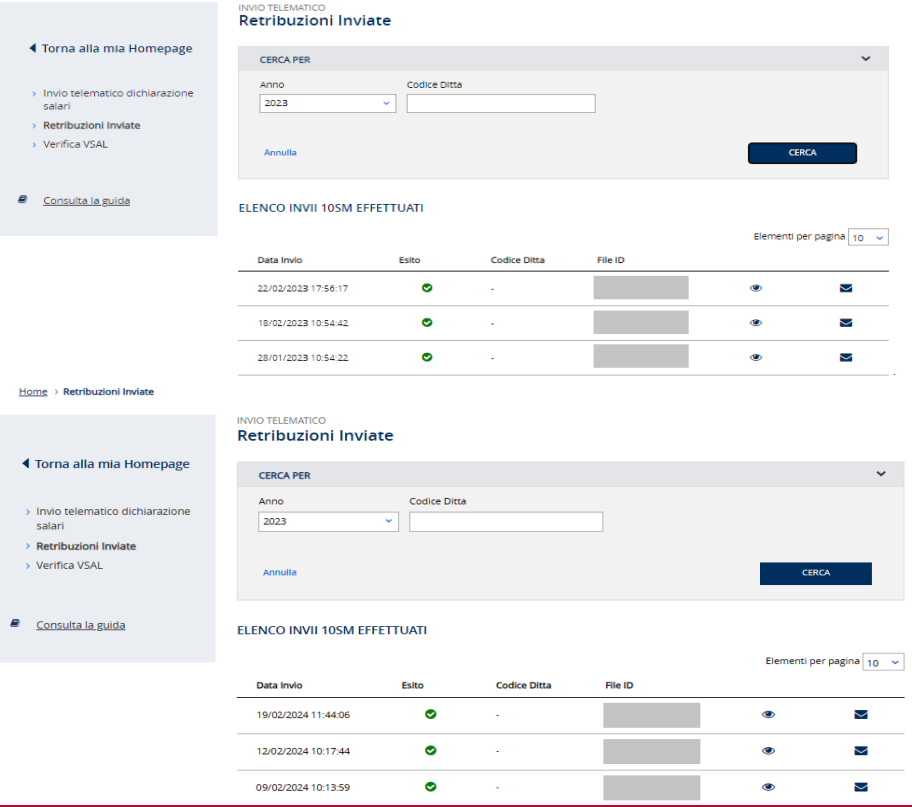 INVIO TELEMATICO
Retribuzioni Inviate
Torna alla mia Homepage
Invio telematico dichiarazione
salari
Retribuzioni Inviate
Verifica VSAL
Consulta la guida
CERCA PER
Anno Codice Ditta
2023
Annulla CERCA
ELENCO INVII 10SM EFFETTUATI
Elementi per pagina 10
Data Invio Esito Codice Ditta File ID
22/02/2023 17:56:17 -
18/02/2023 10:54:42 -
28/01/2023 10:54:22 -
Home > Retribuzioni Inviate
INVIO TELEMATICO
Retribuzioni Inviate
Torna alla mia Homepage
Invio telematico dichiarazione
salari
Retribuzioni Inviate
Verifica VSAL
Consulta la guida
CERCA PER
Anno Codice Ditta
2023
Annulla CERCA
ELENCO INVII 10SM EFFETTUATI
Elementi per pagina 10
Data Invio Esito Codice Ditta File ID
19/02/2024 11:44:06 -
12/02/2024 10:17:44 -
09/02/2024 10:13:59 -